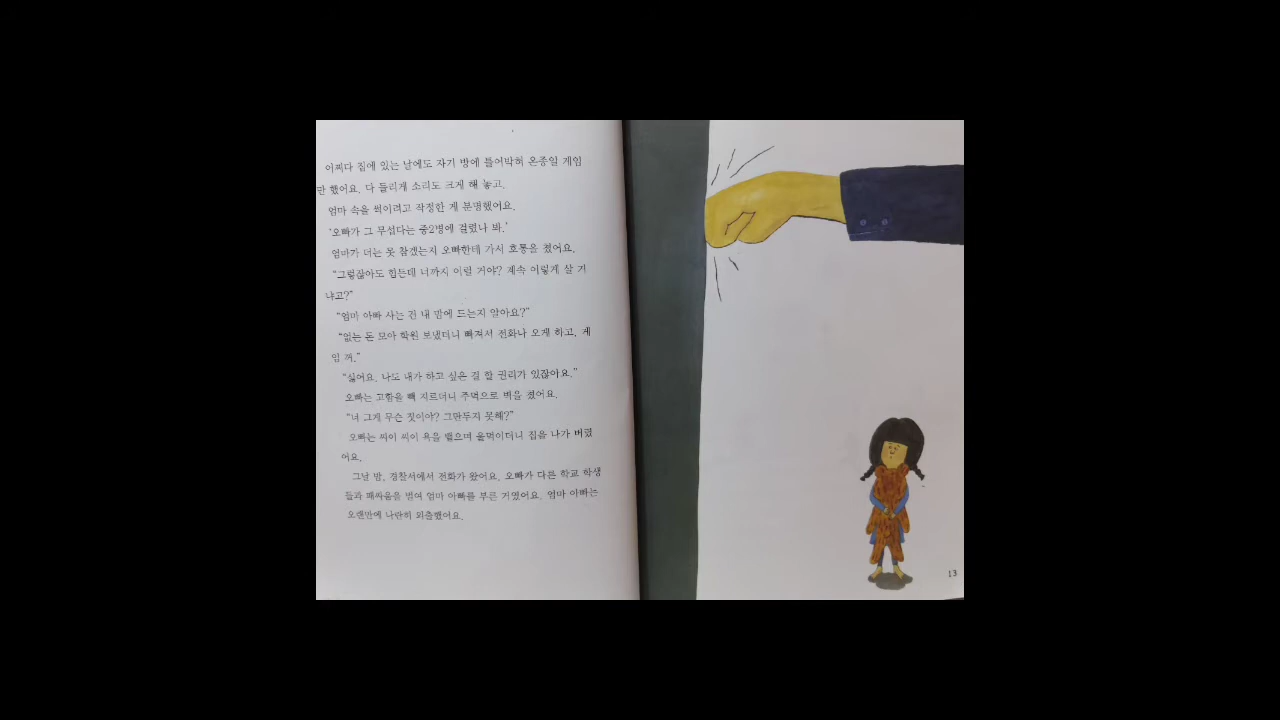 어쩌다 집에 있는 날에도 자기 방에 틀어박혀 온종일 게임
만 했어요. 다 들리게 소리도 크게 해 놓고.
엄마 속을 썩이려고 작정한 게 분명했어요.
'오빠가 그 무섭다는 중2병에 걸렸나 봐.'
엄마가 더는 못 참겠는지 오빠한테 가서 호통을 쳤어요.
"그렇잖아도 힘든데 너까지 이럴 거야? 계속 이렇게 살 거
냐고?"
"엄마 아빠 사는 건 내 맘에 드는지 알아요?"
"없는 돈 모아 학원 보냈더니 빠져서 전화나 오게 하고. 게
임 꺼."
"싫어요. 나도 내가 하고 싶은 걸 할 권리가 있잖아요."
오빠는 고함을 빽 지르더니 주먹으로 벽을 쳤어요.
"너 그게 무슨 짓이야? 그만두지 못해?"
오빠는 씨이 씨이 욕을 뱉으며 울먹이더니 집을 나가 버렸
어요.
그날 밤, 경찰서에서 전화가 왔어요. 오빠가 다른 학교 학생
들과 패싸움을 벌여 엄마 아빠를 부른 거였어요. 엄마 아빠는
오랜만에 나란히 외출했어요.
13